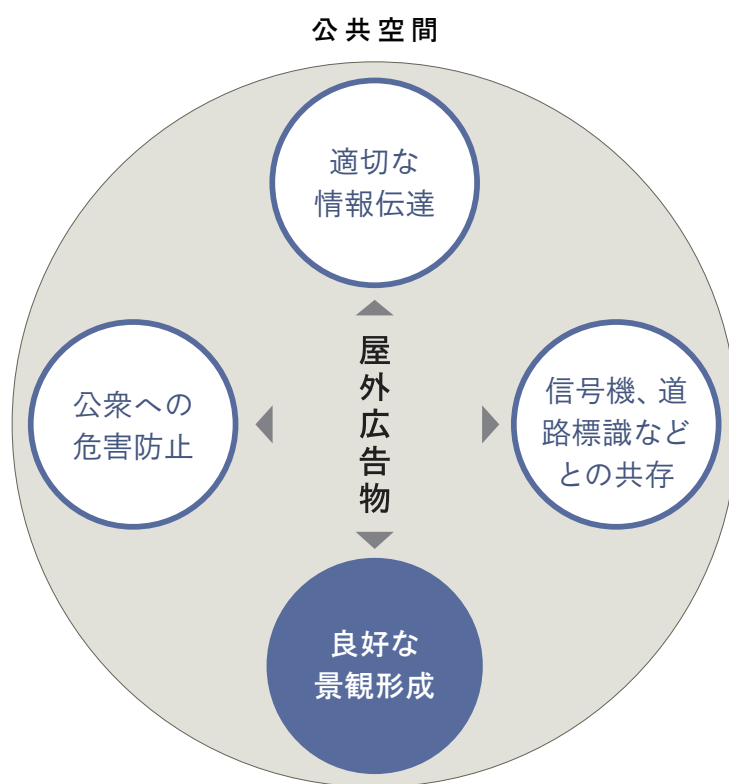 公共空間
適切な
情報伝達
屋外広告物
公衆への
危害防止
信号機、道
路標識など
との共存
良好な
景観形成